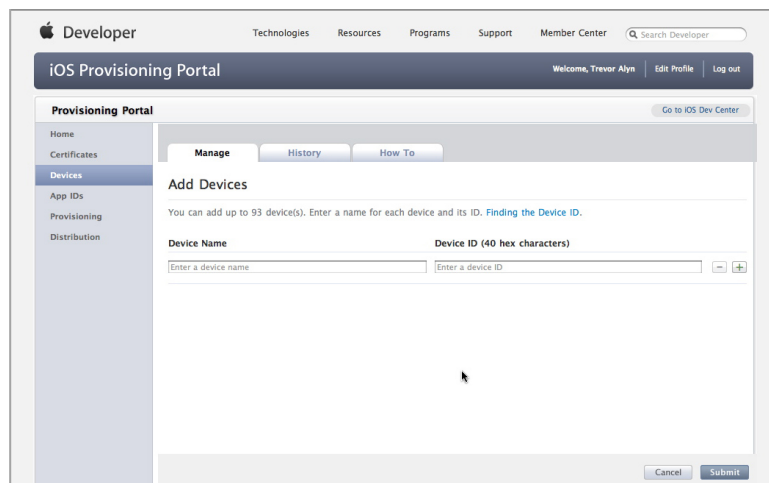 Developer
Technologies Resources Programs Support Member Center Search Developer
iOS Provisioning Portal
Welcome, Trevor Alyn Edit Profile Log out
Provisioning Portal
Go to iOS Dev Center
Home
Certificates
Devices
App IDs
Provisioning
Distribution
Manage History How To
Add Devices
You can add up to 93 device(s). Enter a name for each device and its ID. Finding the Device ID.
Device Name Device ID (40 hex characters)
Enter a device name Enter a device ID
Cancel Submit